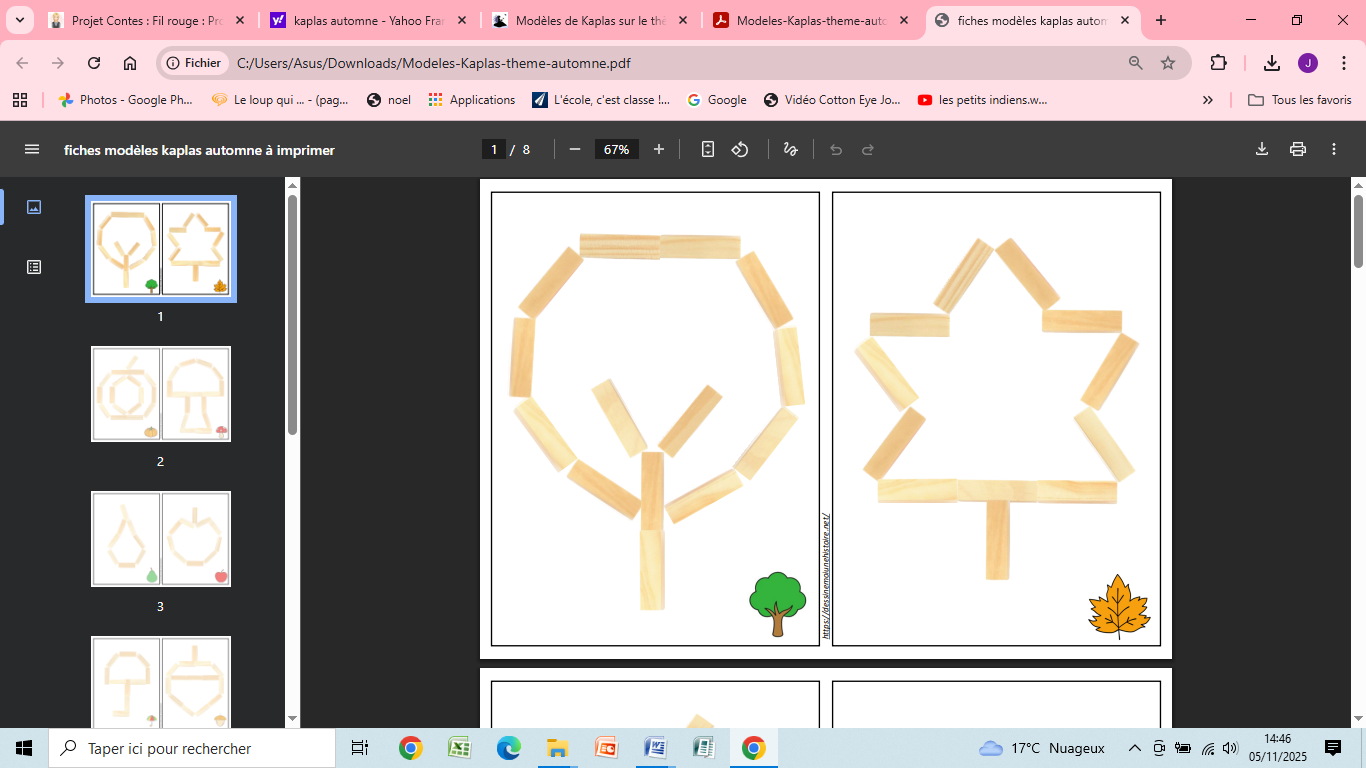 Projet Contes : Fil rouge : Pr
kaplas automne - Yahoo Fra
Modèles de Kaplas sur le th
Modeles-Kaplas-theme-auto
fiches modèles kaplas autom
Fichier
C:/Users/Asus/Downloads/Modeles-Kaplas-theme-automne.pdf
J
Photos - Google Ph...
Le loup qui ... - (pag...
noel
Applications
L'école, c'est classe !...
Google
Vidéo Cotton Eye Jo...
les petits indiens.w...
»
Tous les favoris
fiches modèles kaplas automne à imprimer
1 / 8
67%
1
2
3
https://dessinemoiunehistoire.net/
Taper ici pour rechercher
17°C Nuageux
14:46
05/11/2025